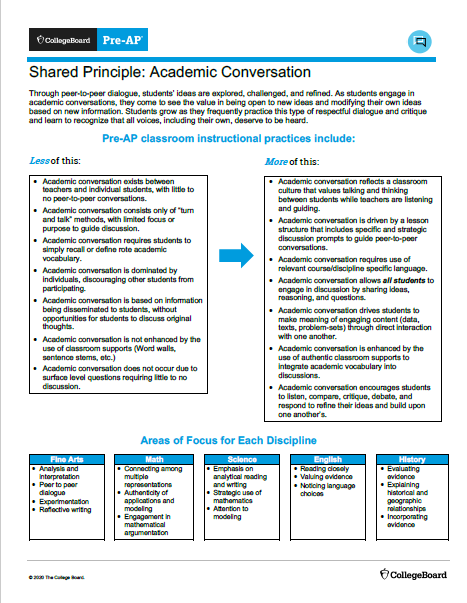 CollegeBoard Pre-AP®
Shared Principle: Academic Conversation
Through peer-to-peer dialogue, students' ideas are explored, challenged, and refined. As students engage in
academic conversations, they come to see the value in being open to new ideas and modifying their own ideas
based on new information. Students grow as they frequently practice this type of respectful dialogue and critique
and learn to recognize that all voices, including their own, deserve to be heard.
Pre-AP classroom instructional practices include:
Less of this:
• Academic conversation exists between
teachers and individual students, with little to
no peer-to-peer conversations.
• Academic conversation consists only of "turn
and talk" methods, with limited focus or
purpose to guide discussion.
• Academic conversation requires students to
simply recall or define rote academic
vocabulary.
• Academic conversation is dominated by
individuals, discouraging other students from
participating.
• Academic conversation is based on information
being disseminated to students, without
opportunities for students to discuss original
thoughts.
• Academic conversation is not enhanced by the
use of classroom supports (Word walls,
sentence stems, etc.)
• Academic conversation does not occur due to
surface level questions requiring little to no
discussion.
More of this:
• Academic conversation reflects a classroom
culture that values talking and thinking
between students while teachers are listening
and guiding.
• Academic conversation is driven by a lesson
structure that includes specific and strategic
discussion prompts to guide peer-to-peer
conversations.
• Academic conversation requires use of
relevant course/discipline specific language.
• Academic conversation allows all students to
engage in discussion by sharing ideas,
reasoning, and questions.
• Academic conversation drives students to
make meaning of engaging content (data,
texts, problem-sets) through direct interaction
with one another.
• Academic conversation is enhanced by the
use of authentic classroom supports to
integrate academic vocabulary into
discussions.
• Academic conversation encourages students
to listen, compare, critique, debate, and
respond to refine their ideas and build upon
one another's.
Areas of Focus for Each Discipline
Fine Arts
• Analysis and
interpretation
• Peer to peer
dialogue
• Experimentation
• Reflective writing
Math
• Connecting among
multiple
representations
• Authenticity of
applications and
modeling
• Engagement in
mathematical
argumentation
Science
• Emphasis on
analytical reading
and writing
• Strategic use of
mathematics
• Attention to
modeling
English
• Reading closely
• Valuing evidence
• Noticing language
choices
History
• Evaluating
evidence
• Explaining
historical and
geographic
relationships
• Incorporating
evidence
© 2020 The College Board.
CollegeBoard